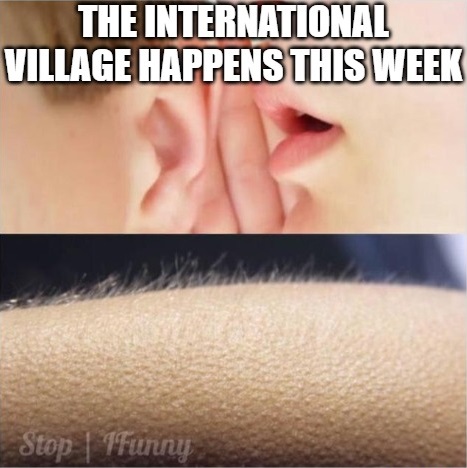 THE INTERNATIONAL
VILLAGE HAPPENS THIS WEEK
Stop | IFunny